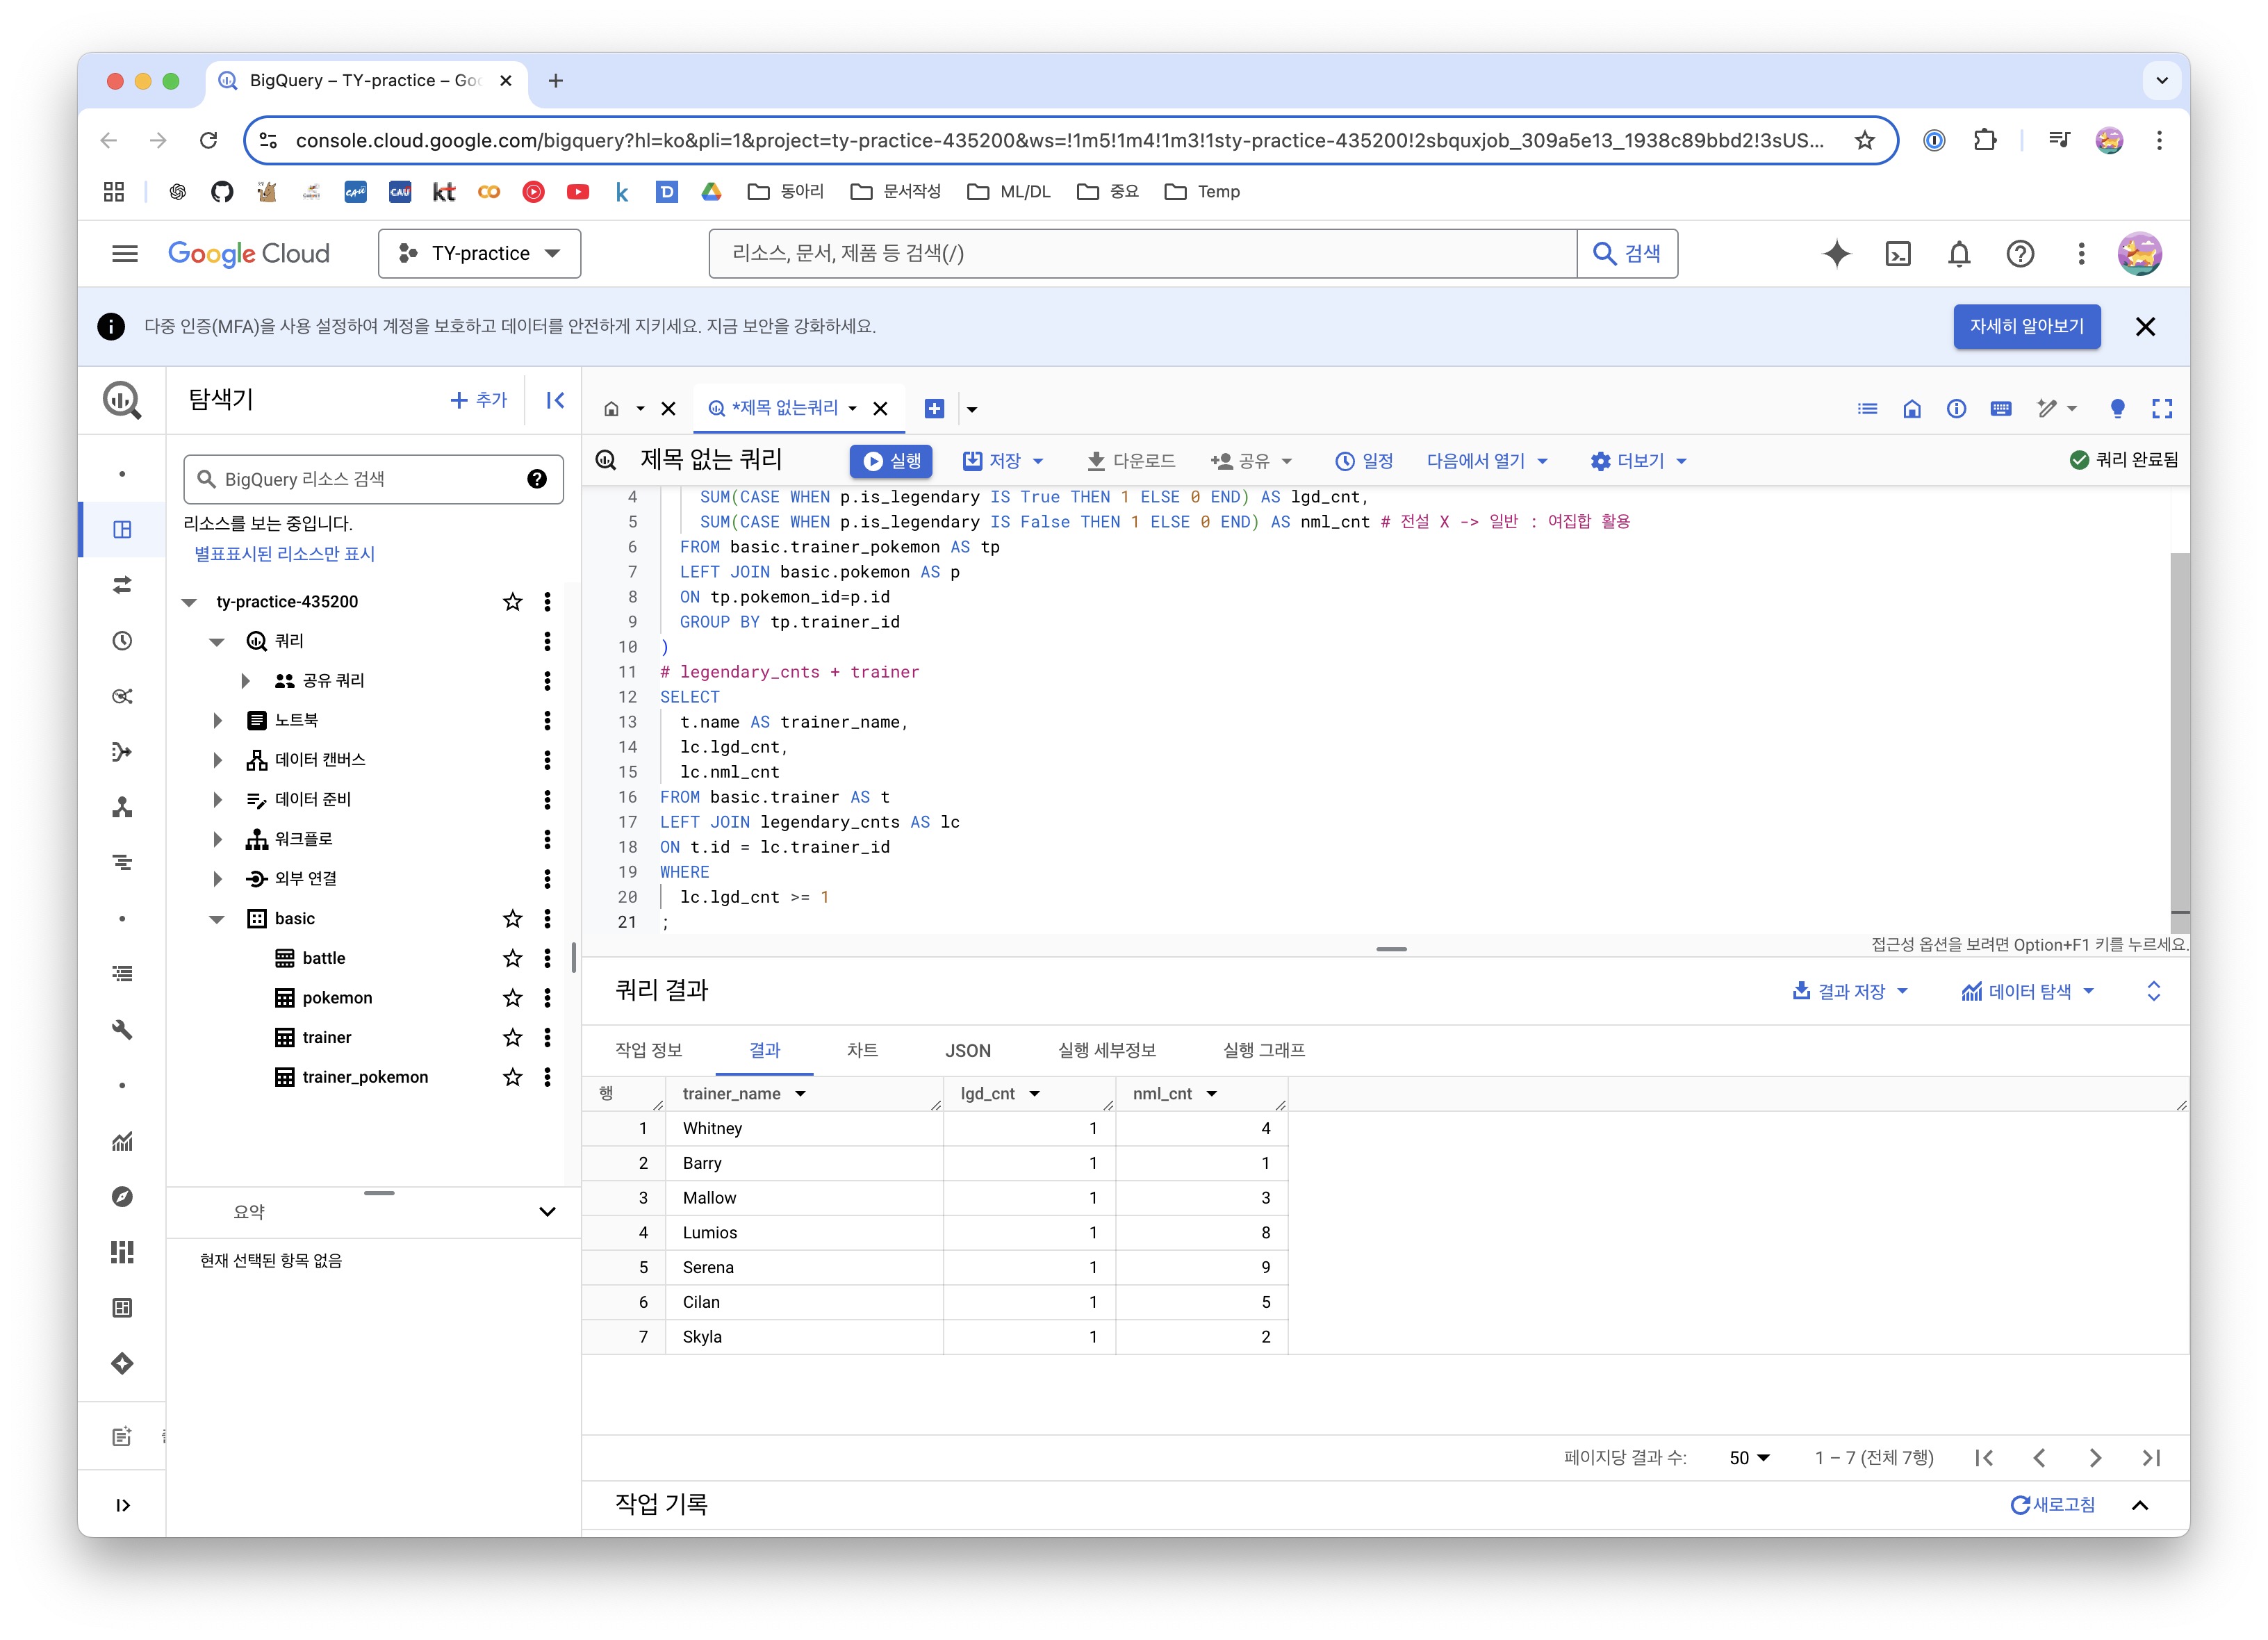 BigQuery – TY-practice – Goo
console.cloud.google.com/bigquery?hl=ko&pli=1&project=ty-practice-435200&ws=!1m5!1m4!1m3!1sty-practice-435200!2sbquxjob_309a5e13_1938c89bbd2!3sUS...
CAU
CAU
kt
k
D
동아리
문서작성
ML/DL
중요
Temp
Google Cloud
TY-practice
리소스, 문서, 제품 등 검색(/)
검색
다중 인증(MFA)을 사용 설정하여 계정을 보호하고 데이터를 안전하게 지키세요. 지금 보안을 강화하세요.
자세히 알아보기
탐색기
+ 추가
BigQuery 리소스 검색
리소스를 보는 중입니다.
별표표시된 리소스만 표시
ty-practice-435200
쿼리
공유 쿼리
노트북
데이터 캔버스
데이터 준비
워크플로
외부 연결
basic
battle
pokemon
trainer
trainer_pokemon
요약
현재 선택된 항목 없음
*제목 없는쿼리
제목 없는 쿼리
실행
저장
다운로드
공유
일정
다음에서 열기
더보기
쿼리 완료됨
4 SUM(CASE WHEN p.is_legendary IS True THEN 1 ELSE 0 END) AS lgd_cnt,
5 SUM(CASE WHEN p.is_legendary IS False THEN 1 ELSE 0 END) AS nml_cnt # 전설 X -> 일반 : 여집합 활용
6 FROM basic.trainer_pokemon AS tp
7 LEFT JOIN basic.pokemon AS p
8 ON tp.pokemon_id=p.id
9 GROUP BY tp.trainer_id
10 )
11 # legendary_cnts + trainer
12 SELECT
13 t.name AS trainer_name,
14 lc.lgd_cnt,
15 lc.nml_cnt
16 FROM basic.trainer AS t
17 LEFT JOIN legendary_cnts AS lc
18 ON t.id = lc.trainer_id
19 WHERE
20 lc.lgd_cnt >= 1
21 ;
접근성 옵션을 보려면 Option+F1 키를 누르세요.
쿼리 결과
결과 저장
데이터 탐색
작업 정보
결과
차트
JSON
실행 세부정보
실행 그래프
행 trainer_name lgd_cnt nml_cnt
1 Whitney 1 4
2 Barry 1 1
3 Mallow 1 3
4 Lumios 1 8
5 Serena 1 9
6 Cilan 1 5
7 Skyla 1 2
페이지당 결과 수: 50 1 – 7 (전체 7행)
작업 기록
새로고침